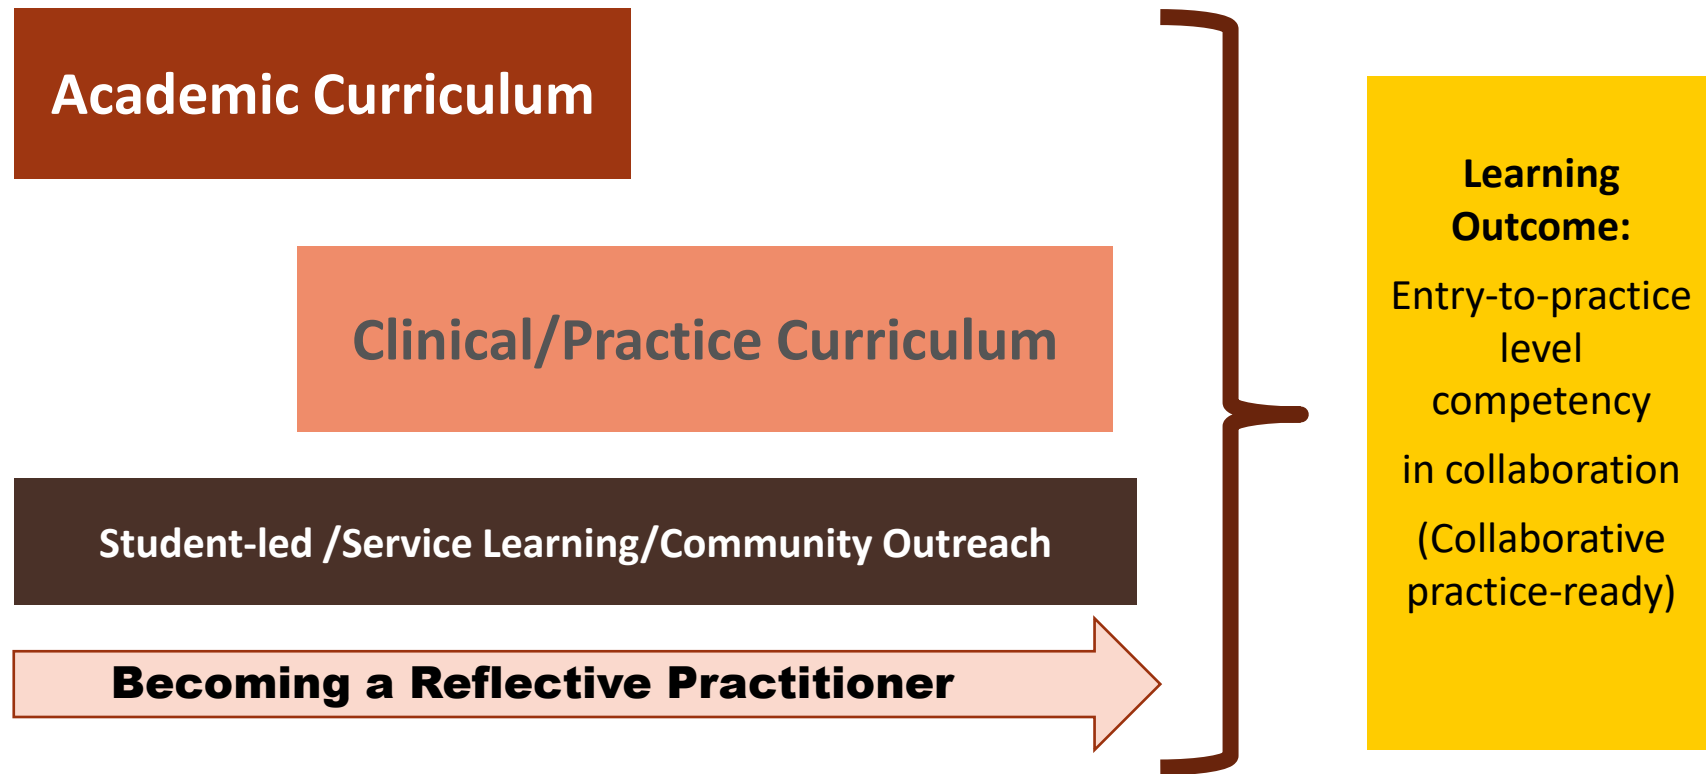 Academic Curriculum
Clinical/Practice Curriculum
Student-led /Service Learning/Community Outreach
Becoming a Reflective Practitioner
Learning
Outcome:
Entry-to-practice
level
competency
in collaboration
(Collaborative
practice-ready)